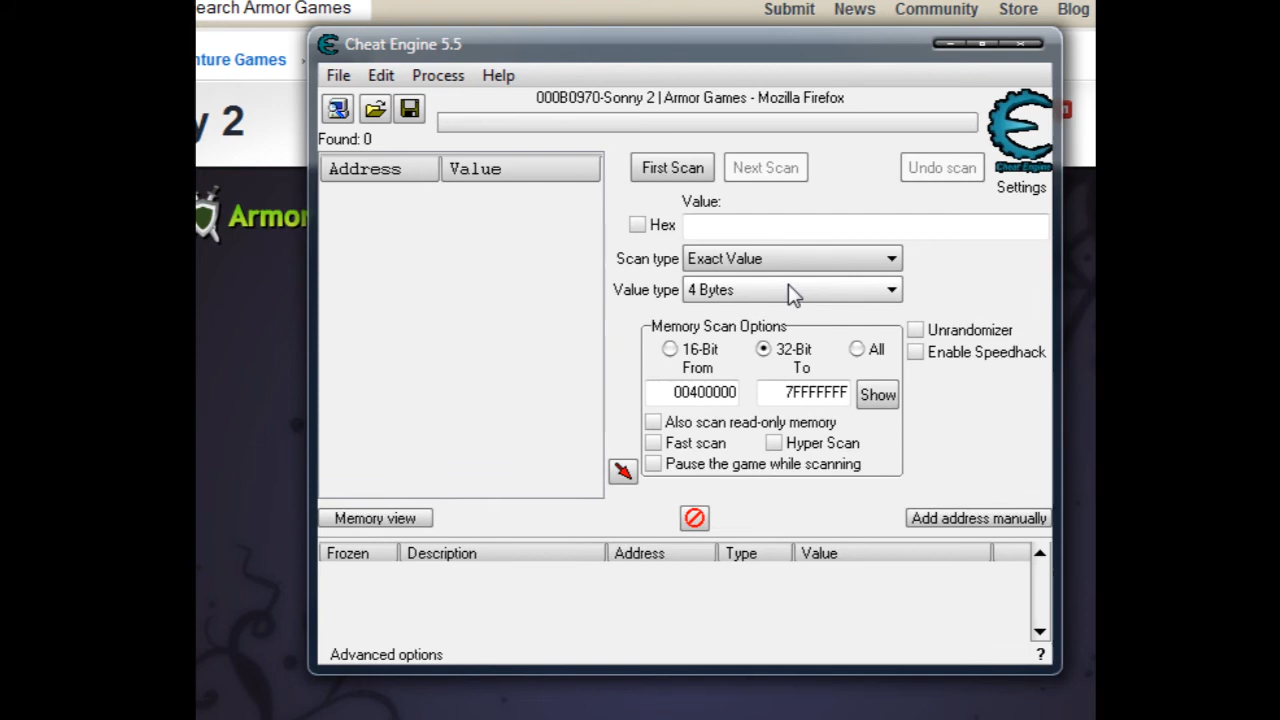 earch Armor Games
Submit News Community Store Blog
nture Games
y 2
Armor
Cheat Engine 5.5
File Edit Process Help
000B0970-Sonny 2 | Armor Games - Mozilla Firefox
Found: 0
Address Value
First Scan Next Scan Undo scan
Cheat Engine
Settings
Value:
Hex
Scan type Exact Value
Value type 4 Bytes
Memory Scan Options
Unrandomizer
16-Bit 32-Bit All
Enable Speedhack
From To
00400000 7FFFFFFF Show
Also scan read-only memory
Fast scan Hyper Scan
Pause the game while scanning
Memory view Add address manually
Frozen Description Address Type Value
Advanced options ?